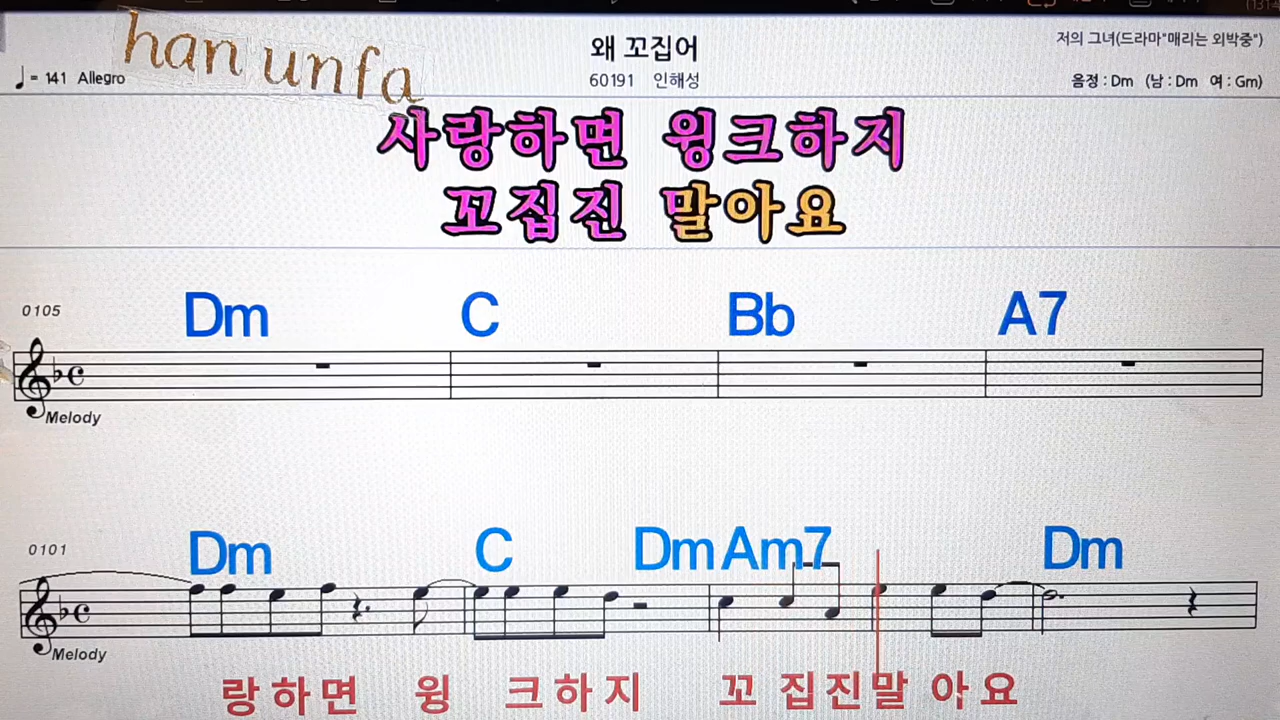 han unfa
왜 꼬집어
60191 인해성
저의 그녀(드라마"매리는 외박중")
= 141 Allegro
음정 : Dm (남 : Dm 여 : Gm)
사랑하면 윙크하지
꼬집진 말아요
0105
Dm C Bb A7
Melody
0101
Dm C Dm Am7 Dm
Melody
랑하면 윙 크하지 꼬 집진말 아요